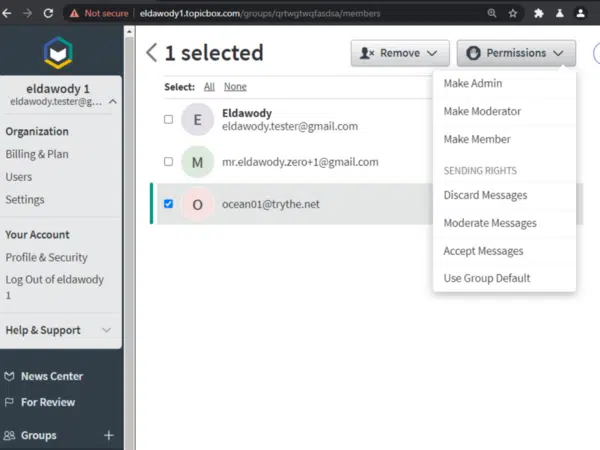 Not secure eldawody1.topicbox.com/groups/qrtwgtwqfasdsa/members
eldawody 1
eldawody.tester@g...
Organization
Billing & Plan
Users
Settings
Your Account
Profile & Security
Log Out of eldawody
1
Help & Support
News Center
For Review
Groups
1 selected
Remove
Permissions
Select: All None
E
Eldawody
eldawody.tester@gmail.com
M
mr.eldawody.zero+1@gmail.com
O
ocean01@trythe.net
Make Admin
Make Moderator
Make Member
SENDING RIGHTS
Discard Messages
Moderate Messages
Accept Messages
Use Group Default